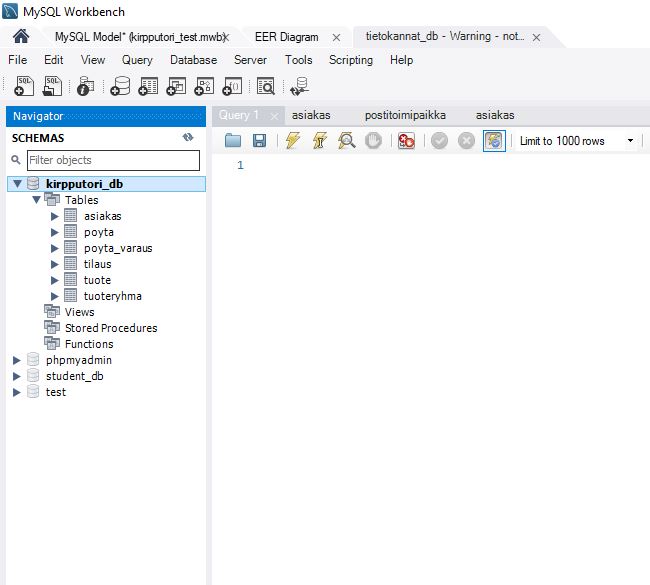 MySQL Workbench
MySQL Model* (kirpputori_test.mwb) EER Diagram tietokannat_db - Warning - not...
File Edit View Query Database Server Tools Scripting Help
Navigator
Query 1 asiakas postitoimipaikka asiakas
SCHEMAS
Limit to 1000 rows
Filter objects
1
kirpputori_db
Tables
asiakas
poyta
poyta_varaus
tilaus
tuote
tuoteryhma
Views
Stored Procedures
Functions
phpmyadmin
student_db
test